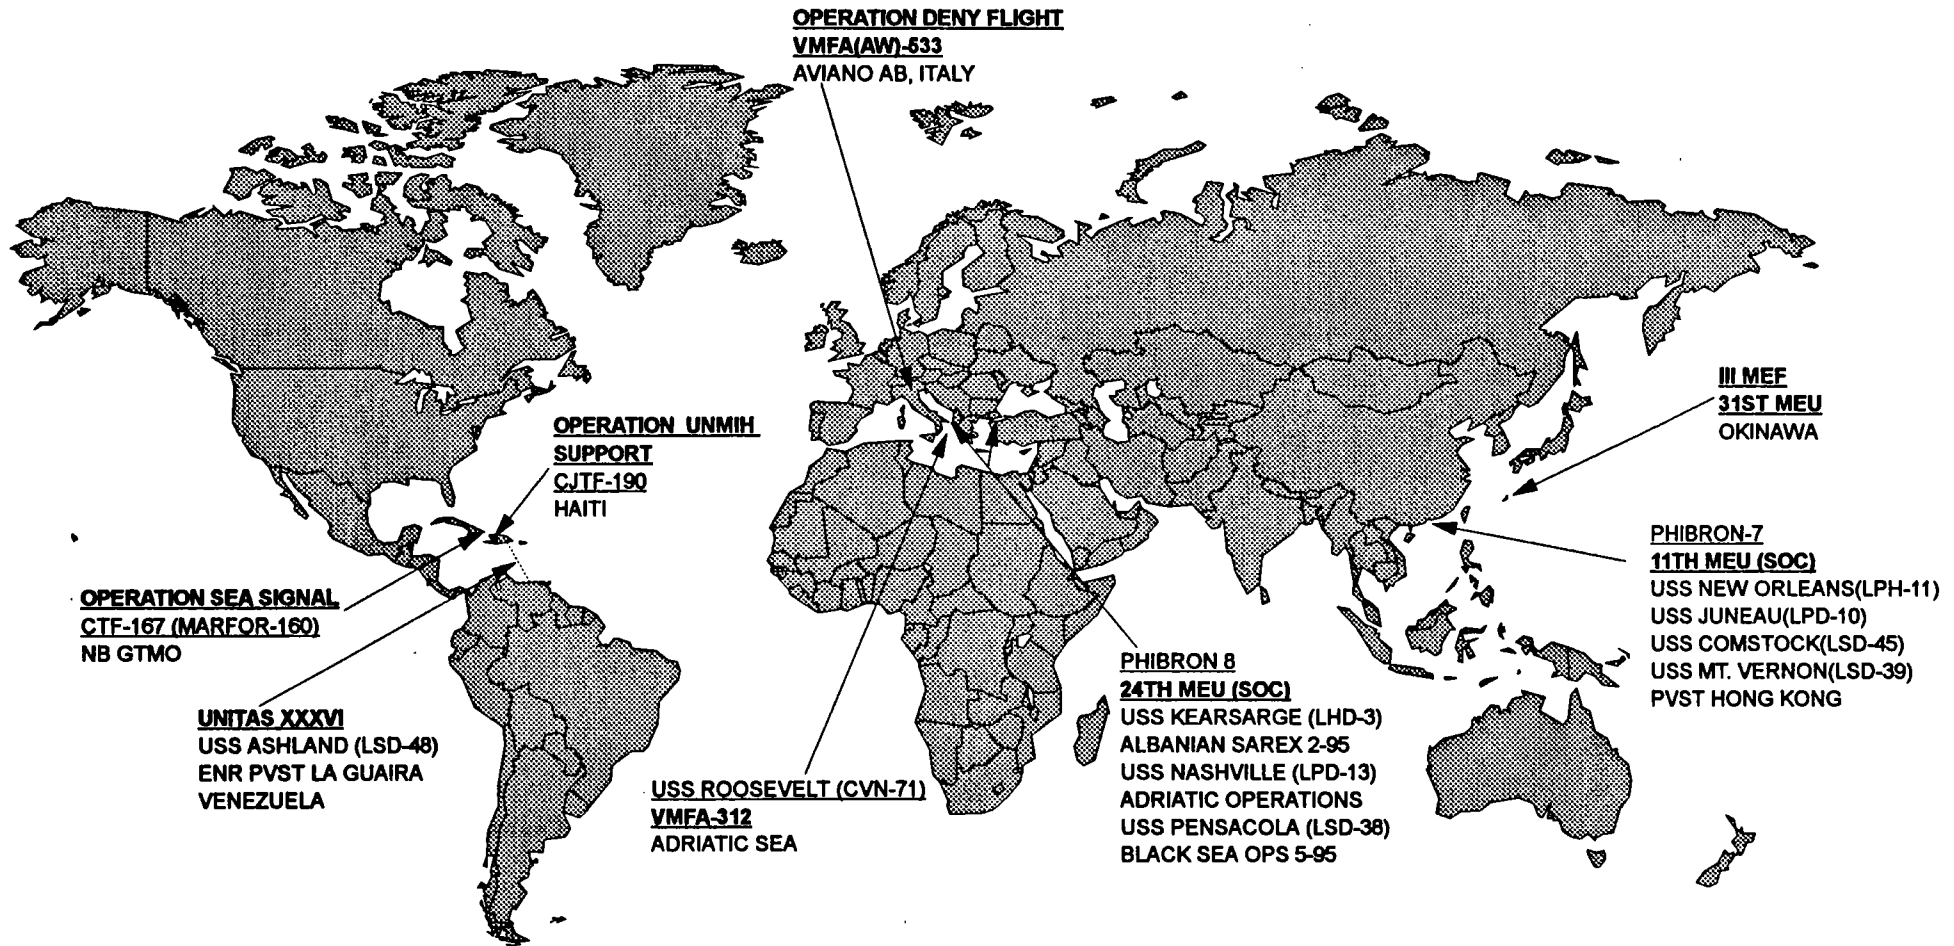 OPERATION DENY FLIGHT
VMFA(AW)-533
AVIANO AB, ITALY
III MEF
31ST MEU
OKINAWA
OPERATION UNMIH
SUPPORT
CJTF-190
HAITI
PHIBRON-7
11TH MEU (SOC)
USS NEW ORLEANS(LPH-11)
USS JUNEAU(LPD-10)
USS COMSTOCK(LSD-45)
USS MT. VERNON(LSD-39)
PVST HONG KONG
OPERATION SEA SIGNAL
CTF-167 (MARFOR-160)
NB GTMO
PHIBRON 8
24TH MEU (SOC)
USS KEARSARGE (LHD-3)
ALBANIAN SAREX 2-95
USS NASHVILLE (LPD-13)
ADRIATIC OPERATIONS
USS PENSACOLA (LSD-38)
BLACK SEA OPS 5-95
UNITAS XXXVI
USS ASHLAND (LSD-48)
ENR PVST LA GUAIRA
VENEZUELA
USS ROOSEVELT (CVN-71)
VMFA-312
ADRIATIC SEA